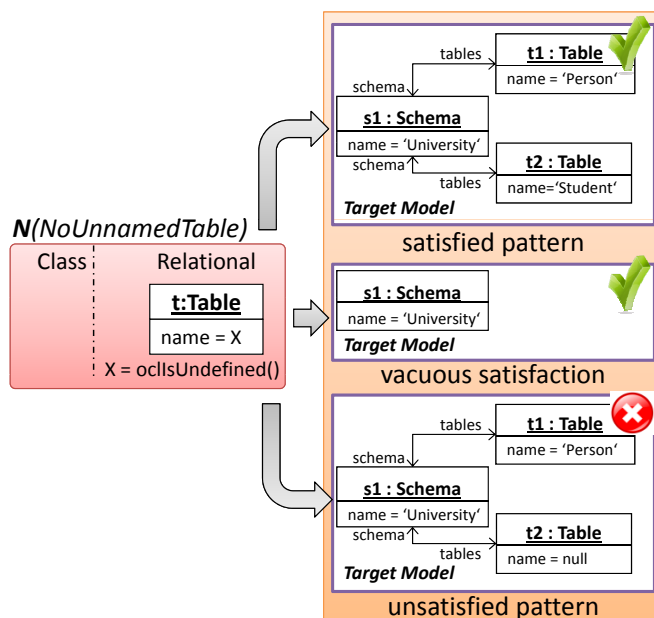 N(NoUnnamedTable)
Class
Relational
t:Table
name = X
X = oclIsUndefined()
tables
t1 : Table
name = ‘Person‘
schema
s1 : Schema
name = ‘University‘
schema
tables
t2 : Table
name=‘Student‘
Target Model
satisfied pattern
s1 : Schema
name = ‘University‘
Target Model
vacuous satisfaction
tables
t1 : Table
name = ‘Person‘
schema
s1 : Schema
name = ‘University‘
schema
tables
t2 : Table
name = null
Target Model
unsatisfied pattern